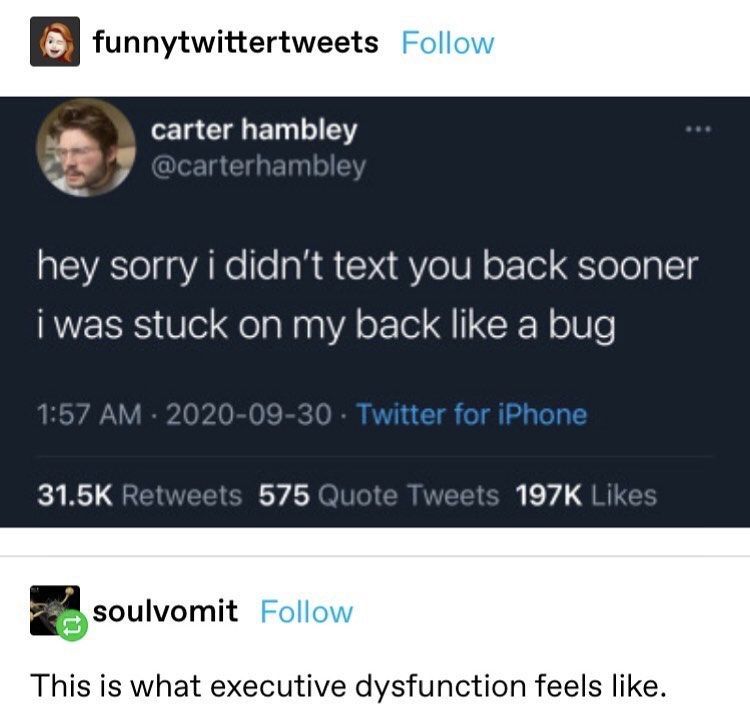 funnytwittertweets Follow
carter hambley
@carterhambley
hey sorry i didn't text you back sooner
i was stuck on my back like a bug
1:57 AM · 2020-09-30 · Twitter for iPhone
31.5K Retweets 575 Quote Tweets 197K Likes
soulvomit Follow
This is what executive dysfunction feels like.